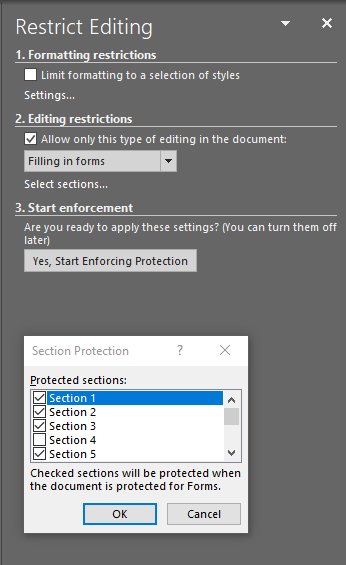 Restrict Editing
1. Formatting restrictions
Limit formatting to a selection of styles
Settings...
2. Editing restrictions
Allow only this type of editing in the document:
Filling in forms
Select sections...
3. Start enforcement
Are you ready to apply these settings? (You can turn them off
later)
Yes, Start Enforcing Protection
Section Protection
Protected sections:
Section 1
Section 2
Section 3
Section 4
Section 5
Checked sections will be protected when
the document is protected for Forms.
OK Cancel